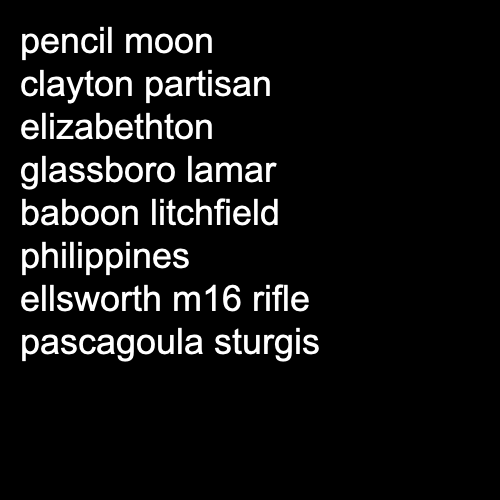 pencil moon
clayton partisan
elizabethton
glassboro lamar
baboon litchfield
philippines
ellsworth m16 rifle
pascagoula sturgis